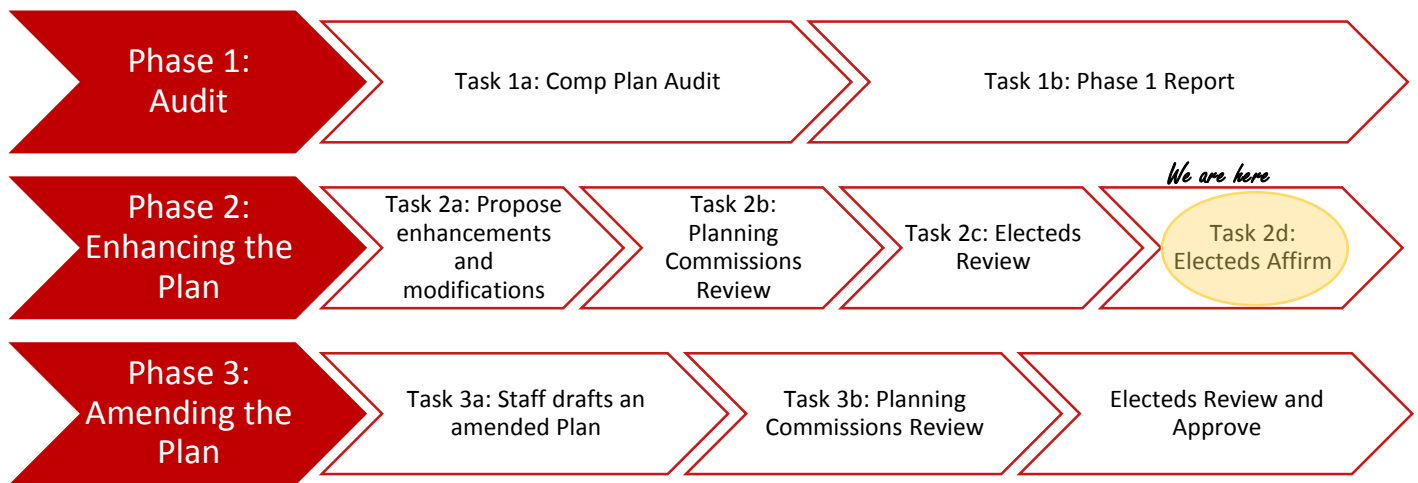 Phase 1:
Audit
Task 1a: Comp Plan Audit
Task 1b: Phase 1 Report
We are here
Phase 2:
Enhancing the
Plan
Task 2a: Propose
enhancements
and
modifications
Task 2b:
Planning
Commissions
Review
Task 2c: Electeds
Review
Task 2d:
Electeds Affirm
Phase 3:
Amending the
Plan
Task 3a: Staff drafts an
amended Plan
Task 3b: Planning
Commissions Review
Electeds Review and
Approve